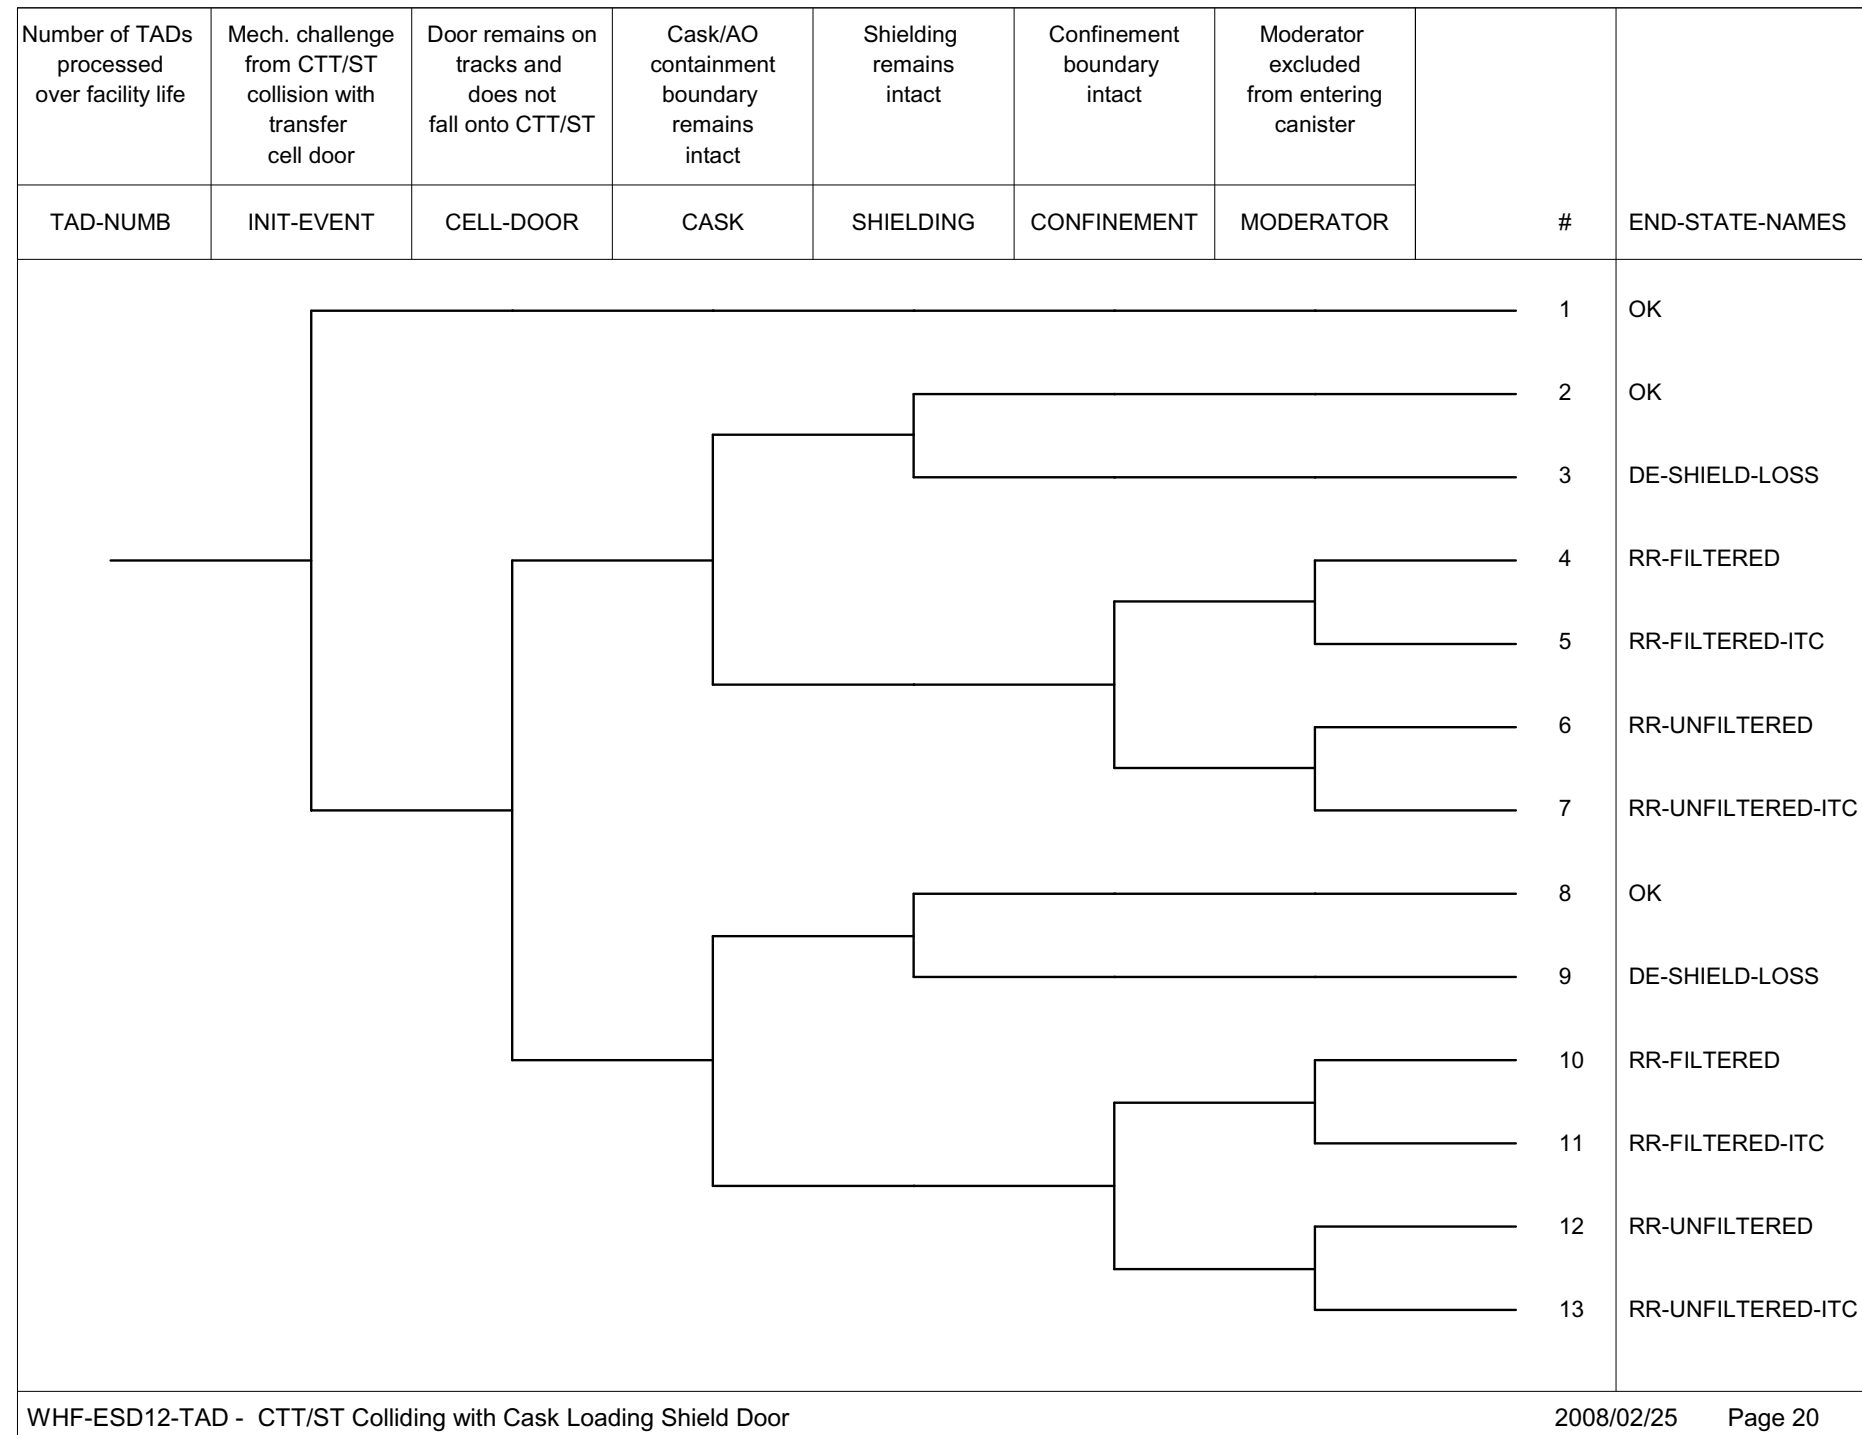 Number of TADs
processed
over facility life
Mech. challenge
from CTT/ST
collision with
transfer
cell door
Door remains on
tracks and
does not
fall onto CTT/ST
Cask/AO
containment
boundary
remains
intact
Shielding
remains
intact
Confinement
boundary
intact
Moderator
excluded
from entering
canister
TAD-NUMB
INIT-EVENT
CELL-DOOR
CASK
SHIELDING
CONFINEMENT
MODERATOR
#
END-STATE-NAMES
1 OK
2 OK
3 DE-SHIELD-LOSS
4 RR-FILTERED
5 RR-FILTERED-ITC
6 RR-UNFILTERED
7 RR-UNFILTERED-ITC
8 OK
9 DE-SHIELD-LOSS
10 RR-FILTERED
11 RR-FILTERED-ITC
12 RR-UNFILTERED
13 RR-UNFILTERED-ITC
WHF-ESD12-TAD - CTT/ST Colliding with Cask Loading Shield Door
2008/02/25 Page 20